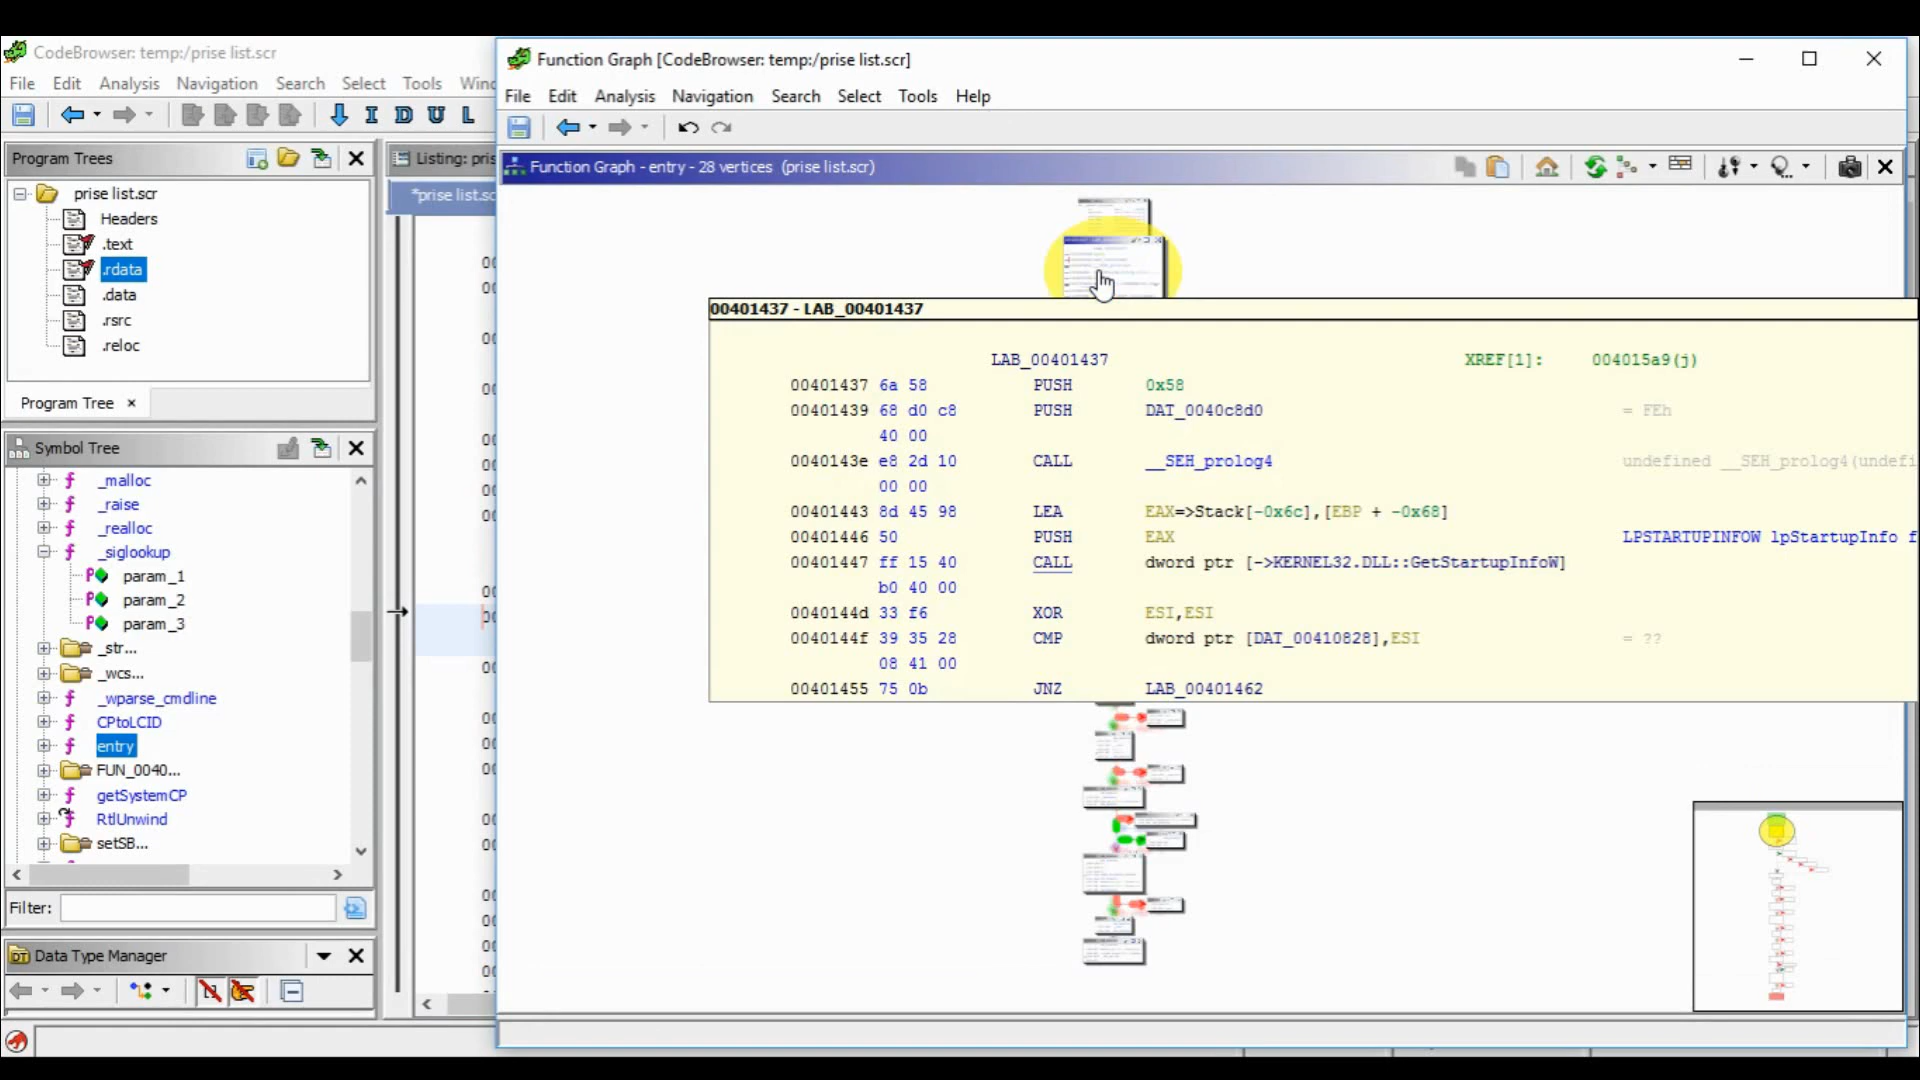 CodeBrowser: temp:/prise list.scr
File Edit Analysis Navigation Search Select Tools
I D U L
Program Trees
prise list.scr
Headers
.text
.rdata
.data
.rsrc
.reloc
Program Tree ×
Symbol Tree
f _malloc
f _raise
f _realloc
f _siglookup
param_1
param_2
param_3
_str...
_wcs...
f _wparse_cmdline
f CPtoLCID
f entry
FUN_0040...
f getSystemCP
f RtlUnwind
setSB...
Filter:
Data Type Manager
Listing: pris
*prise list.sc
Function Graph [CodeBrowser: temp:/prise list.scr]
File Edit Analysis Navigation Search Select Tools Help
Function Graph - entry - 28 vertices (prise list.scr)
00401437 - LAB_00401437
LAB_00401437 XREF[1]: 004015a9(j)
00401437 6a 58 PUSH 0x58
00401439 68 d0 c8 PUSH DAT_0040c8d0 = FEh
40 00
0040143e e8 2d 10 CALL __SEH_prolog4 undefined __SEH_prolog4(undefi
00 00
00401443 8d 45 98 LEA EAX=>Stack[-0x6c],[EBP + -0x68]
00401446 50 PUSH EAX LPSTARTUPINFOW lpStartupInfo f
00401447 ff 15 40 CALL dword ptr [->KERNEL32.DLL::GetStartupInfoW]
b0 40 00
0040144d 33 f6 XOR ESI,ESI
0040144f 39 35 28 CMP dword ptr [DAT_00410828],ESI = ??
08 41 00
00401455 75 0b JNZ LAB_00401462